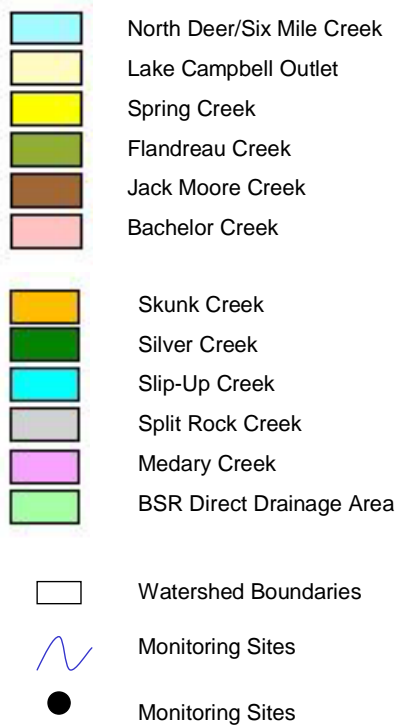 North Deer/Six Mile Creek
Lake Campbell Outlet
Spring Creek
Flandreau Creek
Jack Moore Creek
Bachelor Creek
Skunk Creek
Silver Creek
Slip-Up Creek
Split Rock Creek
Medary Creek
BSR Direct Drainage Area
Watershed Boundaries
Monitoring Sites
Monitoring Sites